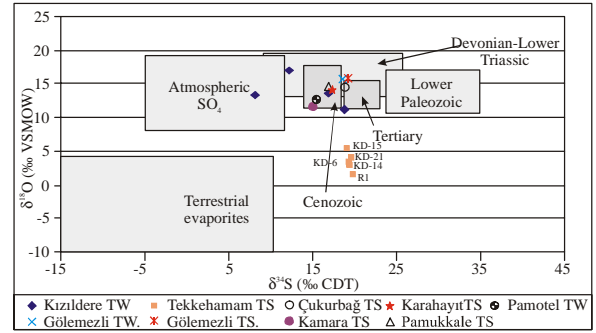 25
20
15
10
5
0
-5
-10
δ¹⁸O (‰ VSMOW)
Devonian-Lower
Triassic
Atmospheric
SO₄
Lower
Paleozoic
Tertiary
KD-15
KD-21
KD-6
KD-14
R1
Cenozoic
Terrestrial
evaporites
-15 -5 5 15 25 35 45
δ³⁴S (‰ CDT)
Kızıldere TW Tekkehamam TS Çukurbağ TS Karahayıt TS Pamotel TW
Gölemezli TW. Gölemezli TS. Kamara TS Pamukkale TS